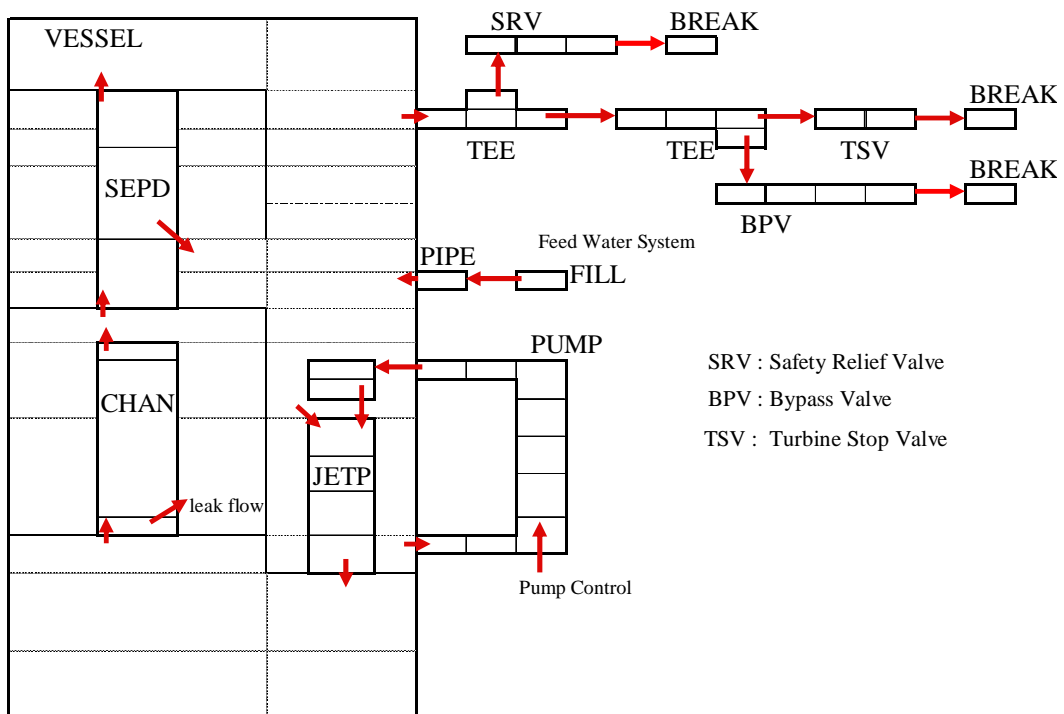 SRV
BREAK
VESSEL
BREAK
TEE
TEE
TSV
BREAK
SEPD
BPV
Feed Water System
PIPE
FILL
PUMP
SRV : Safety Relief Valve
CHAN
BPV : Bypass Valve
TSV : Turbine Stop Valve
JETP
leak flow
Pump Control